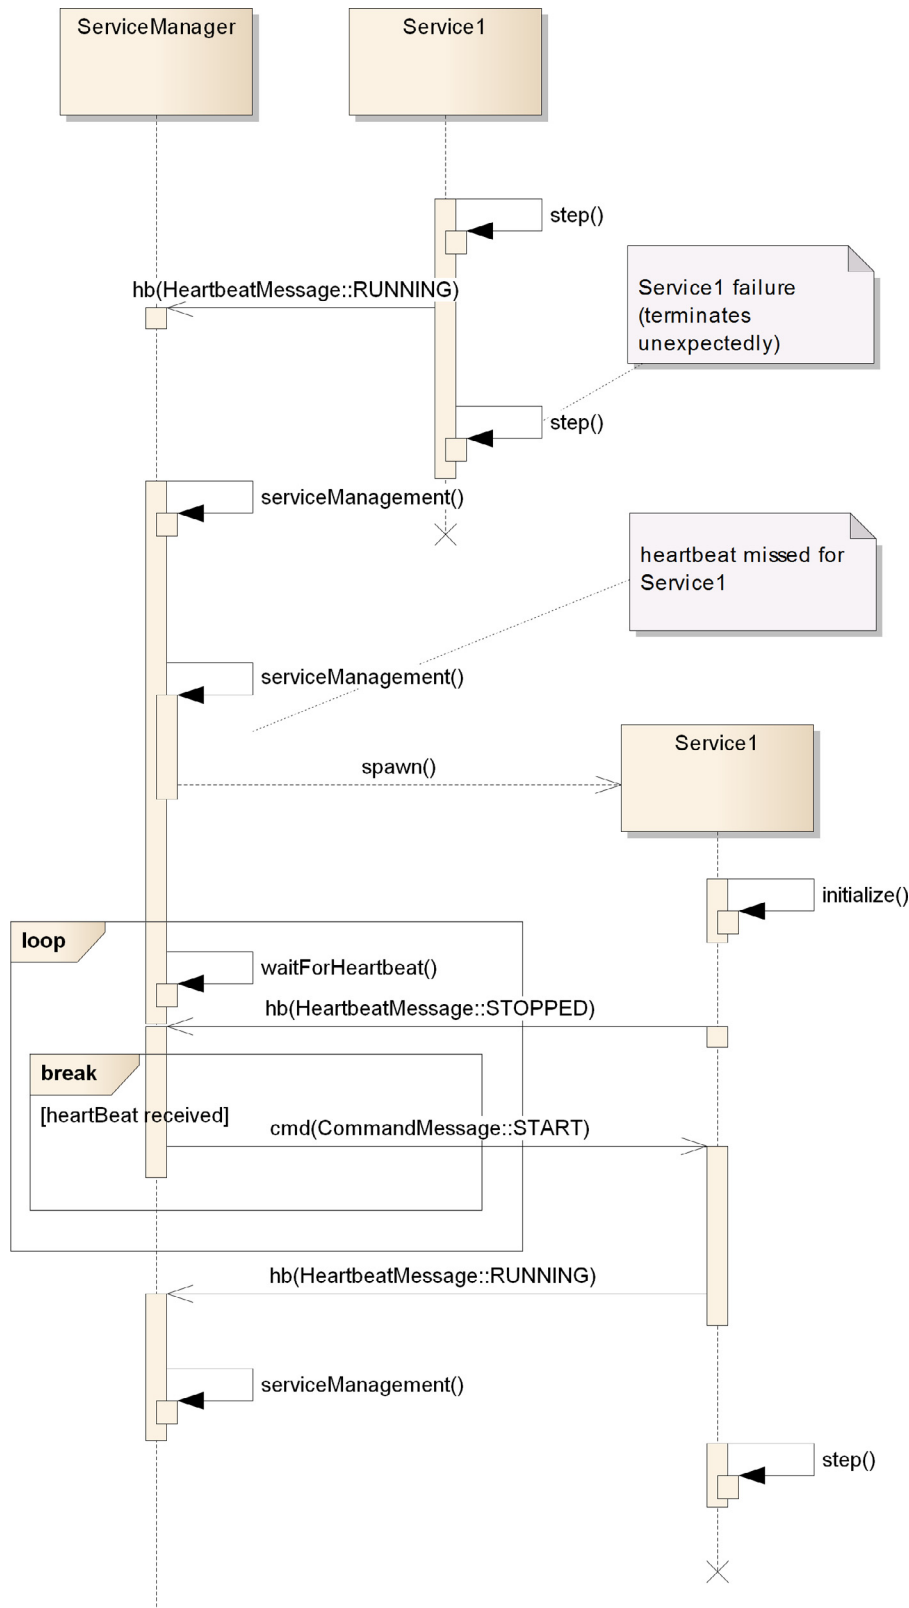 ServiceManager
Service1
step()
hb(HeartbeatMessage::RUNNING)
Service1 failure
(terminates
unexpectedly)
step()
serviceManagement()
heartbeat missed for
Service1
serviceManagement()
Service1
spawn()
initialize()
loop
waitForHeartbeat()
hb(HeartbeatMessage::STOPPED)
break
[heartBeat received]
cmd(CommandMessage::START)
hb(HeartbeatMessage::RUNNING)
serviceManagement()
step()